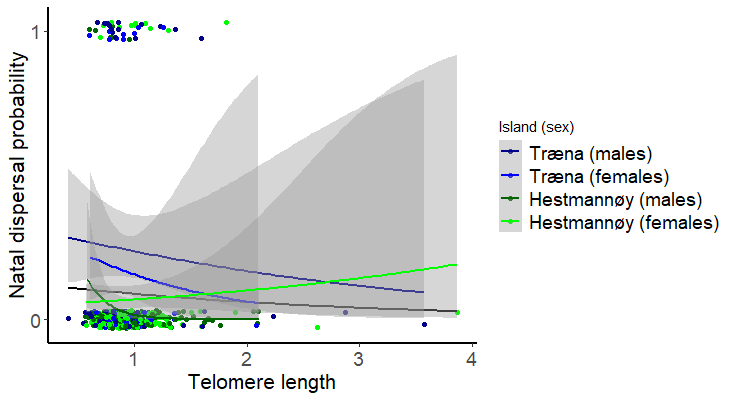 Natal dispersal probability
1
0
1
2
3
4
Telomere length
Island (sex)
Træna (males)
Træna (females)
Hestmannøy (males)
Hestmannøy (females)